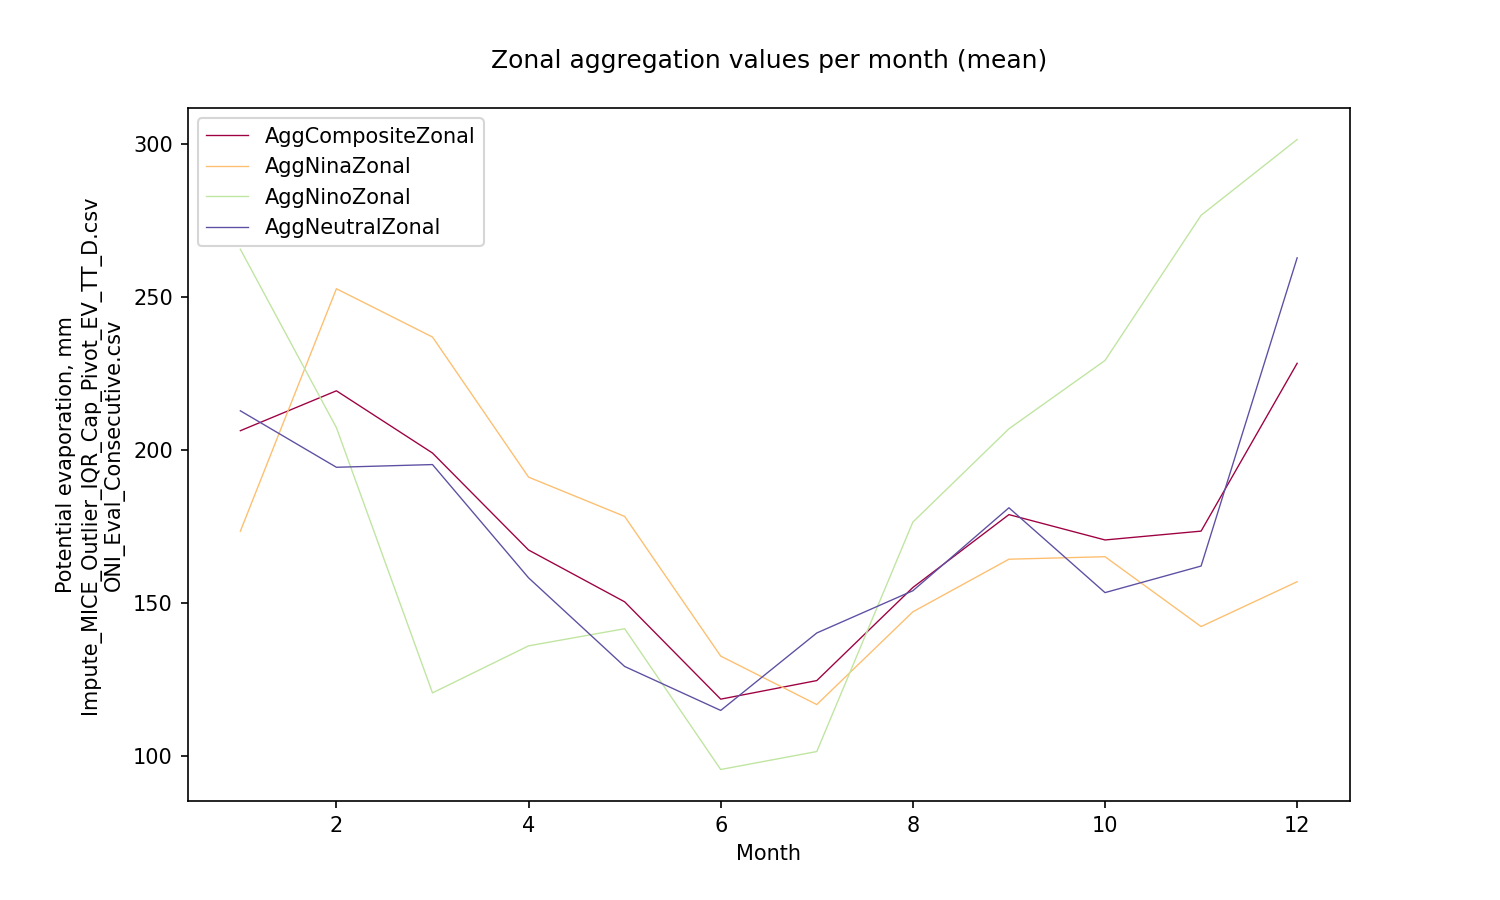 Zonal aggregation values per month (mean)
AggCompositeZonal
AggNinaZonal
AggNinoZonal
AggNeutralZonal
Potential evaporation, mm
Impute_MICE_Outlier_IQR_Cap_Pivot_EV_TT_D.csv
ONI_Eval_Consecutive.csv
300
250
200
150
100
2 4 6 8 10 12
Month